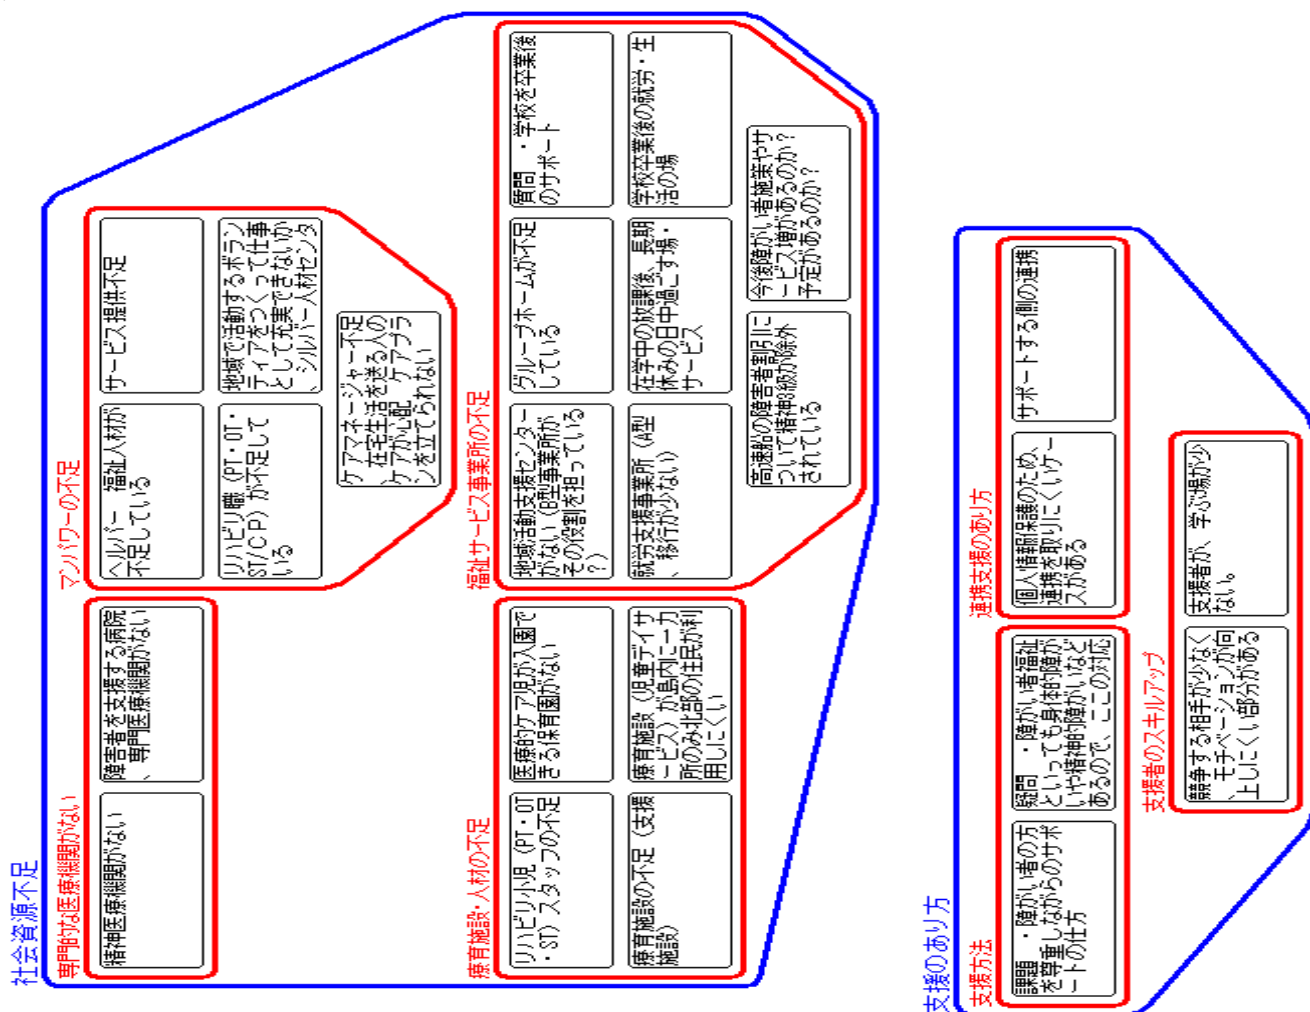 社会資源不足
専門的な医療機関がない
精神医療機関がない
障害者を支援する病院
、専門医療機関がない
マンパワーの不足
ヘルパー　福祉人材が
不足している
サービス提供不足
リハビリ職（PT・OT・
ST/CP）が不足して
いる
地域で活動するボラン
ティアをつくって仕事
として充実できないか
、シルバー人材センタ
ケアマネージャー不足
、在宅生活を送る人の
ケアが心配　ケアプラ
ンを立てられない
療育施設・人材の不足
リハビリ小児（PT・OT
・ST）スタッフの不足
医療的ケア児が入園で
きる保育園がない
療育施設の不足（支援
施設）
療育施設（児童デイサ
ービス）が島内に一カ
所のみ北部の住民が利
用しにくい
福祉サービス事業所の不足
地域活動支援センター
がない（B型事業所が
その役割を担っている
？）
グループホームが不足
している
質問　・学校を卒業後
のサポート
就労支援事業所（A型
、移行が少ない）
在学中の放課後、長期
休みの日中過ごす場・
サービス
学校卒業後の就労・生
活の場
高速船の障害者割引に
ついて精神3級が除外
されている
今後障がい者施策やサ
ービス増があるのか？
予定があるのか？
支援のあり方
支援方法
課題　・障がい者の方
を尊重しながらのサポ
ートの仕方
疑問　・障がい者福祉
といっても身体的障が
いや精神的障がいなど
あるので、ここの対応
連携支援のあり方
個人情報保護のため、
連携を取りにくいケー
スがある
サポートする側の連携
支援者のスキルアップ
競争する相手が少なく
、モチベーションが向
上しにくい部分がある
支援者が、学ぶ場が少
ない。